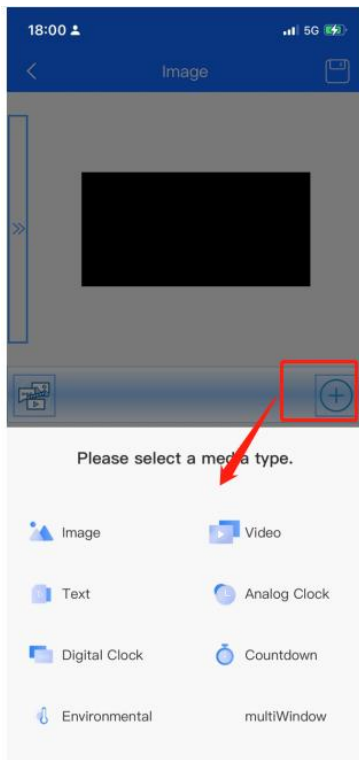 18:00 5G
Image
Please select a media type.
Image Video
Text Analog Clock
Digital Clock Countdown
Environmental multiWindow